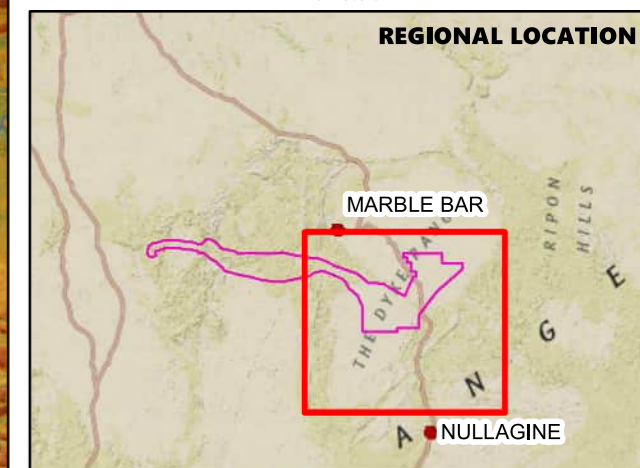 REGIONAL LOCATION
MARBLE BAR
RIPON
HILLS
THE DYKE RANGE
A N G E
NULLAGINE